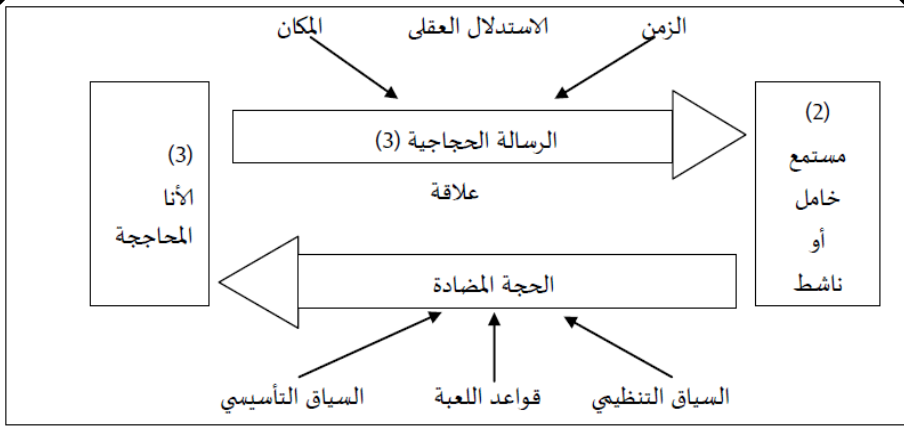 الزمن
الاستدلال العقلى
المكان
(2)
مستمع
خامل
أو
ناشط
الرسالة الحجاجية (3)
(3)
الأنا
المحاججة
علاقة
الحجة المضادة
السياق التنظيمي
قواعد اللعبة
السياق التأسيسي